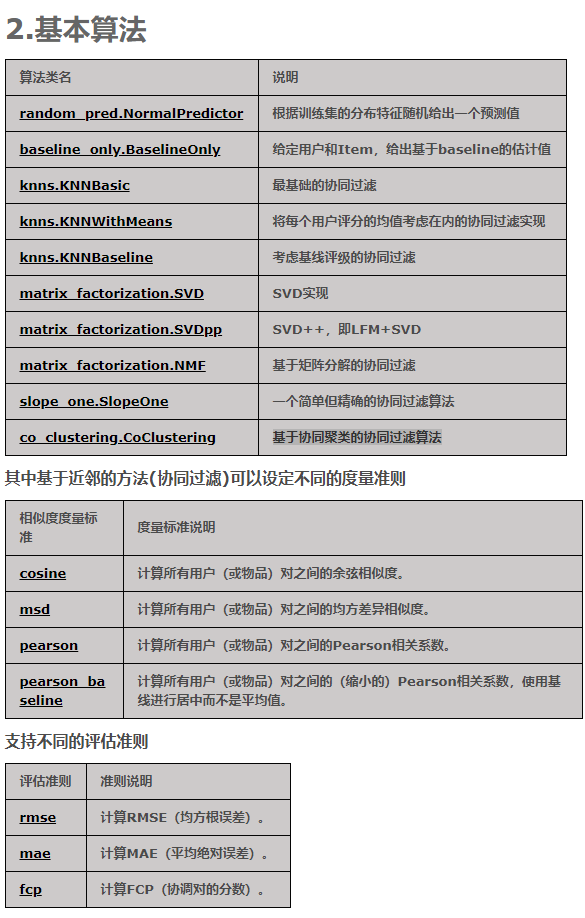 2.基本算法
算法类名 说明
random_pred.NormalPredictor 根据训练集的分布特征随机给出一个预测值
baseline_only.BaselineOnly 给定用户和Item，给出基于baseline的估计值
knns.KNNBasic 最基础的协同过滤
knns.KNNWithMeans 将每个用户评分的均值考虑在内的协同过滤实现
knns.KNNBaseline 考虑基线评级的协同过滤
matrix_factorization.SVD SVD实现
matrix_factorization.SVDpp SVD++，即LFM+SVD
matrix_factorization.NMF 基于矩阵分解的协同过滤
slope_one.SlopeOne 一个简单但精确的协同过滤算法
co_clustering.CoClustering 基于协同聚类的协同过滤算法
其中基于近邻的方法(协同过滤)可以设定不同的度量准则
相似度度量标
准
度量标准说明
cosine 计算所有用户（或物品）对之间的余弦相似度。
msd 计算所有用户（或物品）对之间的均方差异相似度。
pearson 计算所有用户（或物品）对之间的Pearson相关系数。
pearson_ba
seline
计算所有用户（或物品）对之间的（缩小的）Pearson相关系数，使用基
线进行居中而不是平均值。
支持不同的评估准则
评估准则 准则说明
rmse 计算RMSE（均方根误差）。
mae 计算MAE（平均绝对误差）。
fcp 计算FCP（协调对的分数）。